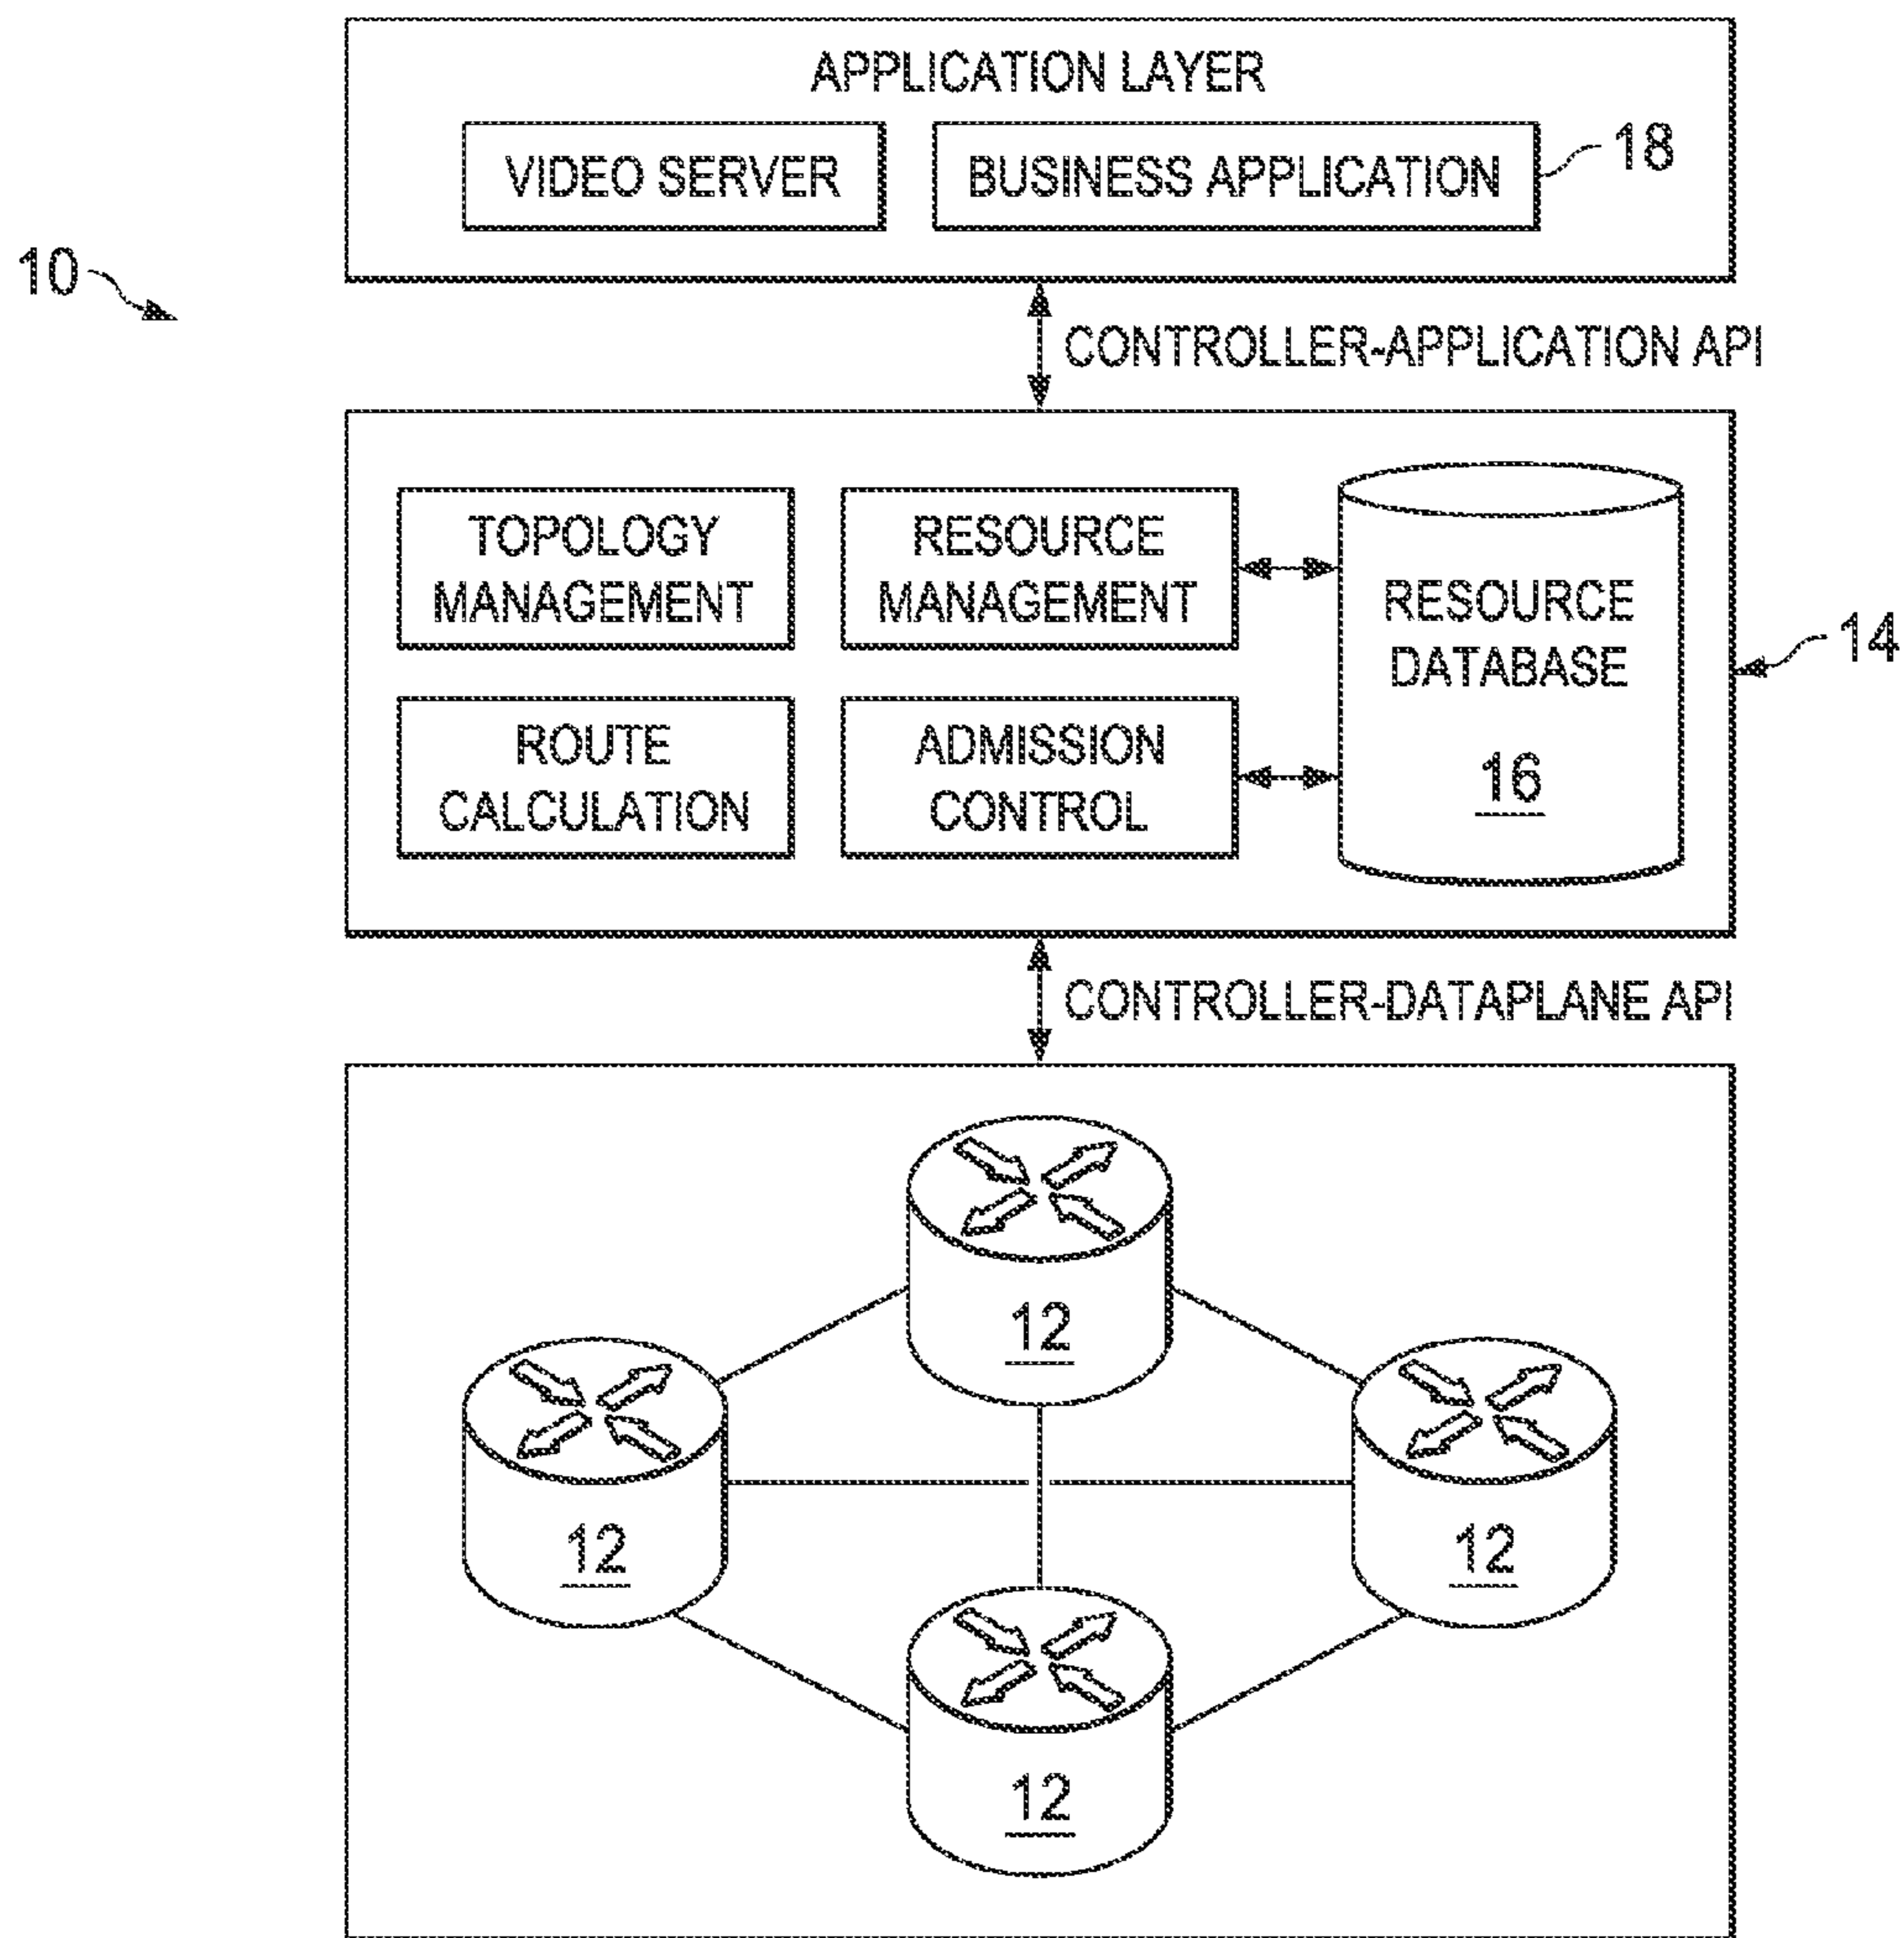 APPLICATION LAYER
VIDEO SERVER
BUSINESS APPLICATION
18
10
CONTROLLER-APPLICATION API
TOPOLOGY
MANAGEMENT
RESOURCE
MANAGEMENT
RESOURCE
DATABASE
16
14
ROUTE
CALCULATION
ADMISSION
CONTROL
CONTROLLER-DATAPLANE API
12
12
12
12